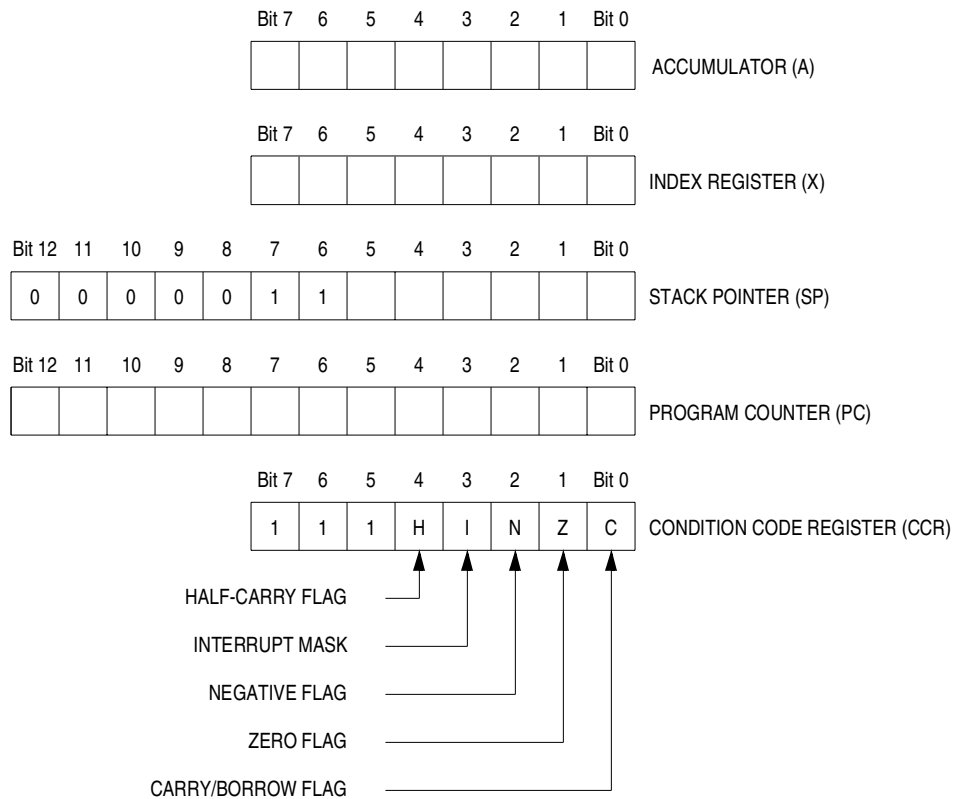 Bit 7 6 5 4 3 2 1 Bit 0
ACCUMULATOR (A)
Bit 7 6 5 4 3 2 1 Bit 0
INDEX REGISTER (X)
Bit 12 11 10 9 8 7 6 5 4 3 2 1 Bit 0
0 0 0 0 0 1 1 STACK POINTER (SP)
Bit 12 11 10 9 8 7 6 5 4 3 2 1 Bit 0
PROGRAM COUNTER (PC)
Bit 7 6 5 4 3 2 1 Bit 0
1 1 1 H I N Z C CONDITION CODE REGISTER (CCR)
HALF-CARRY FLAG
INTERRUPT MASK
NEGATIVE FLAG
ZERO FLAG
CARRY/BORROW FLAG